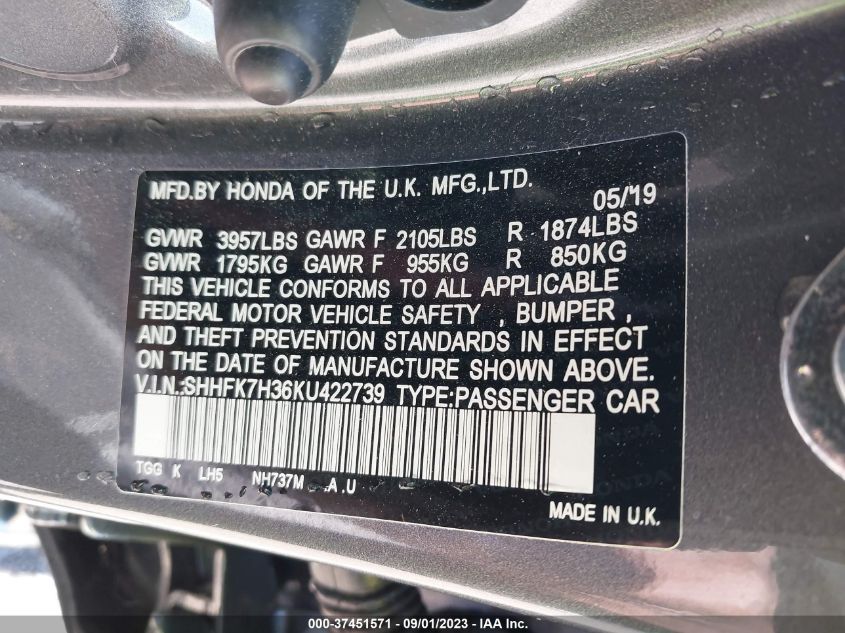 MFD.BY HONDA OF THE U.K. MFG.,LTD.
05/19
GVWR 3957LBS GAWR F 2105LBS R 1874LBS
GVWR 1795KG GAWR F 955KG R 850KG
THIS VEHICLE CONFORMS TO ALL APPLICABLE
FEDERAL MOTOR VEHICLE SAFETY , BUMPER ,
AND THEFT PREVENTION STANDARDS IN EFFECT
ON THE DATE OF MANUFACTURE SHOWN ABOVE.
V.I.N.:SHHFK7H36KU422739 TYPE:PASSENGER CAR
TGG K LH5 NH737M A .U
MADE IN U.K.
000-37451571 - 09/01/2023 - IAA Inc.